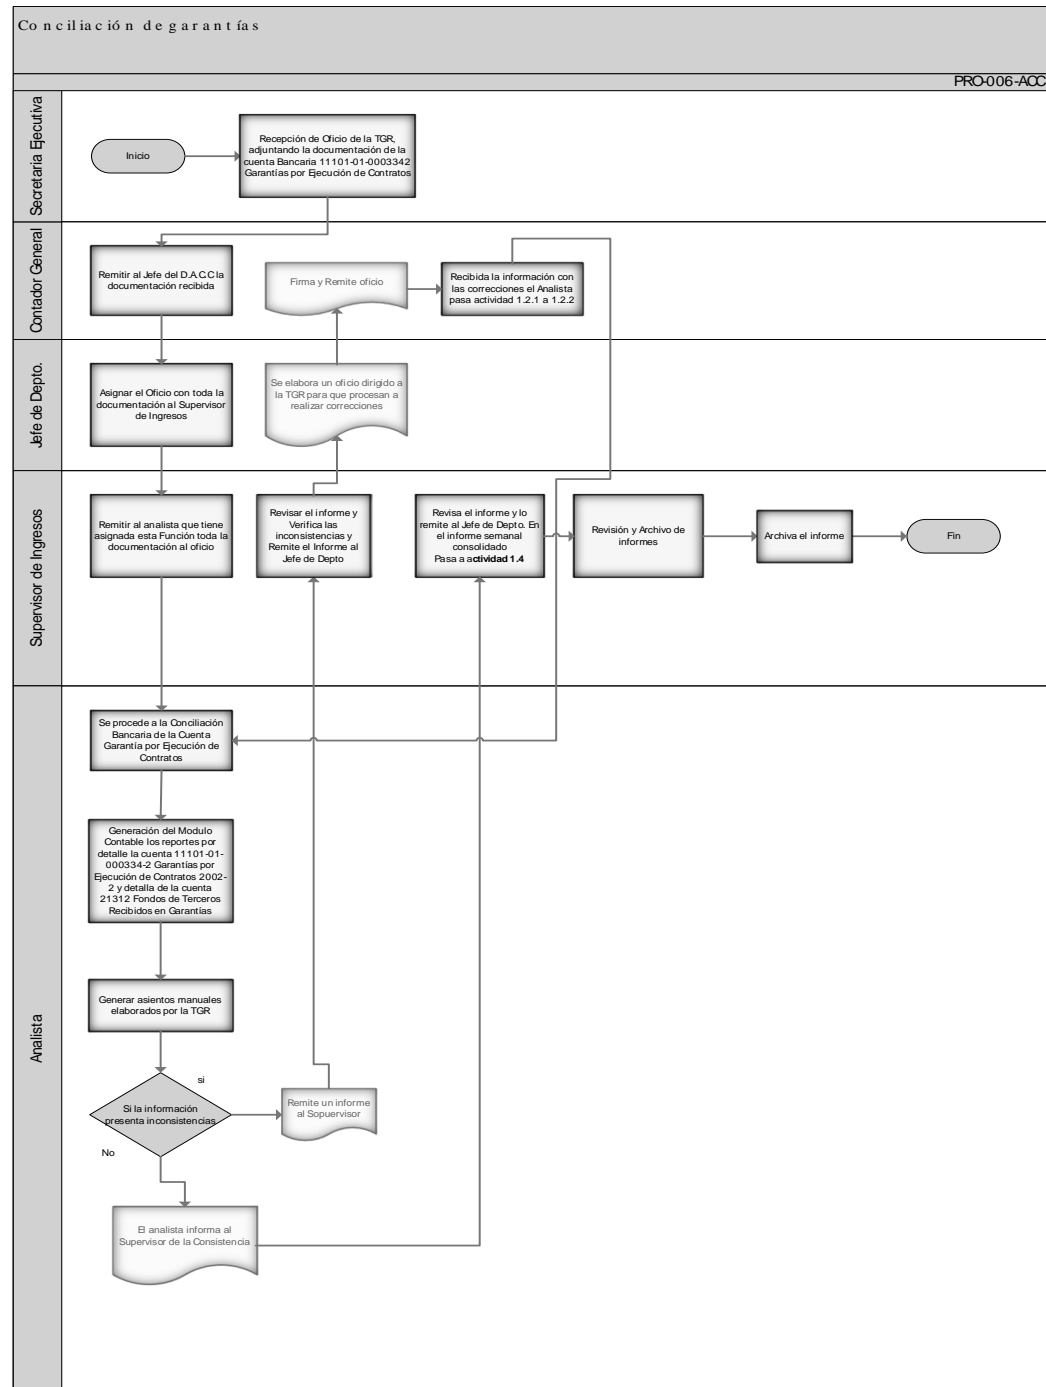 Conciliación de garantías
PRO-006-ACC
Secretaria Ejecutiva
Inicio
Recepción de Oficio de la TGR,
adjuntando la documentación de la
cuenta Bancaria 11101-01-0003342
Garantías por Ejecución de Contratos
Contador General
Remitir al Jefe del D.A.C.C la
documentación recibida
Firma y Remite oficio
Recibida la información con
las correcciones el Analista
pasa actividad 1.2.1 a 1.2.2
Jefe de Depto.
Asignar el Oficio con toda la
documentación al Supervisor
de Ingresos
Se elabora un oficio dirigido a
la TGR para que procesan a
realizar correcciones
Supervisor de Ingresos
Remitir al analista que tiene
asignada esta Función toda la
documentación al oficio
Revisar el informe y
Verifica las
inconsistencias y
Remite el Informe al
Jefe de Depto
Revisa el informe y lo
remite al Jefe de Depto. En
el informe semanal
consolidado
Pasa a actividad 1.4
Revisión y Archivo de
informes
Archiva el informe
Fin
Analista
Se procede a la Conciliación
Bancaria de la Cuenta
Garantía por Ejecución de
Contratos
Generación del Modulo
Contable los reportes por
detalle la cuenta 11101-01-
000334-2 Garantías por
Ejecución de Contratos 2002-
2 y detalla de la cuenta
21312 Fondos de Terceros
Recibidos en Garantías
Generar asientos manuales
elaborados por la TGR
si
Si la información
presenta inconsistencias
No
Remite un informe
al Sopuervisor
El analista informa al
Supervisor de la Consistencia